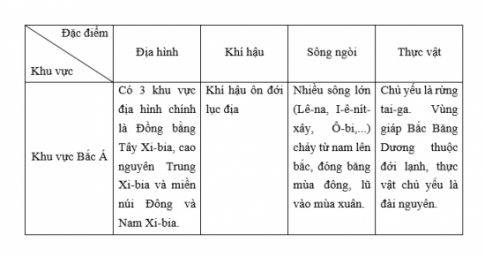 Đặc điểm
Khu vực
Địa hình
Khí hậu
Sông ngòi
Thực vật
Khu vực Bắc Á
Có 3 khu vực
địa hình chính
là Đồng bằng
Tây Xi-bia, cao
nguyên Trung
Xi-bia và miền
núi Đông và
Nam Xi-bia.
Khí hậu ôn đới
lục địa
Nhiều sông lớn
(Lê-na, I-ê-nít-
xây, Ô-bi,...)
chảy từ nam lên
bắc, đóng băng
mùa đông, lũ
vào mùa xuân.
Chủ yếu là rừng
tai-ga. Vùng
giáp Bắc Băng
Dương thuộc
đới lạnh, thực
vật chủ yếu là
đài nguyên.